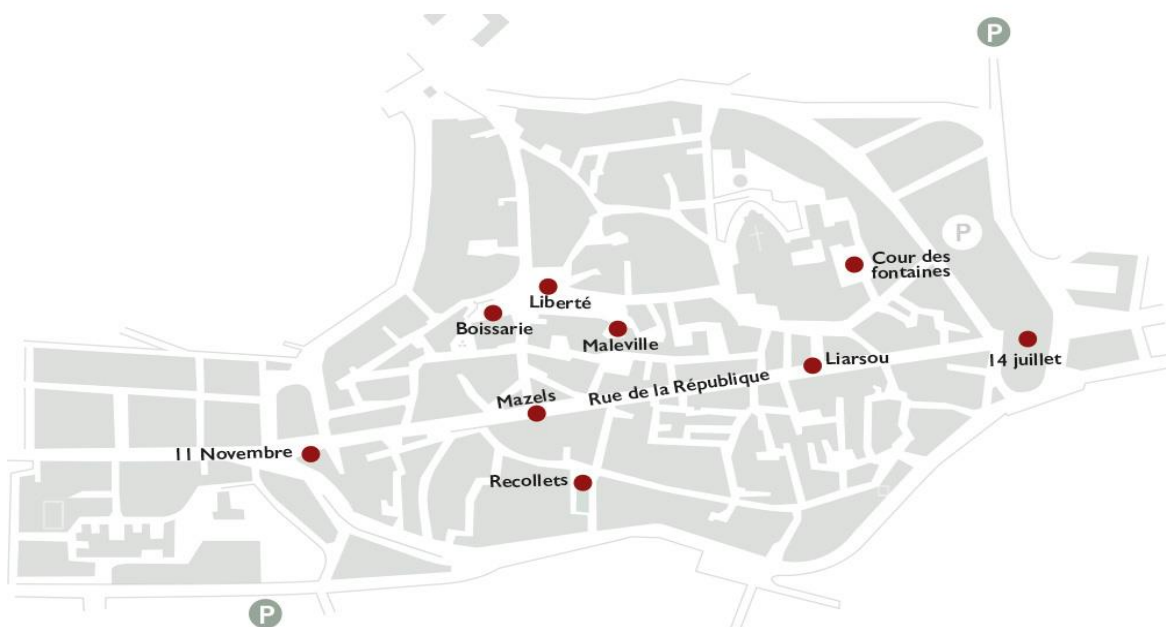 P
P
Cour des
fontaines
Liberté
Boissarie
Maleville
14 juillet
Liarsou
Rue de la République
Mazels
11 Novembre
Recollets
P